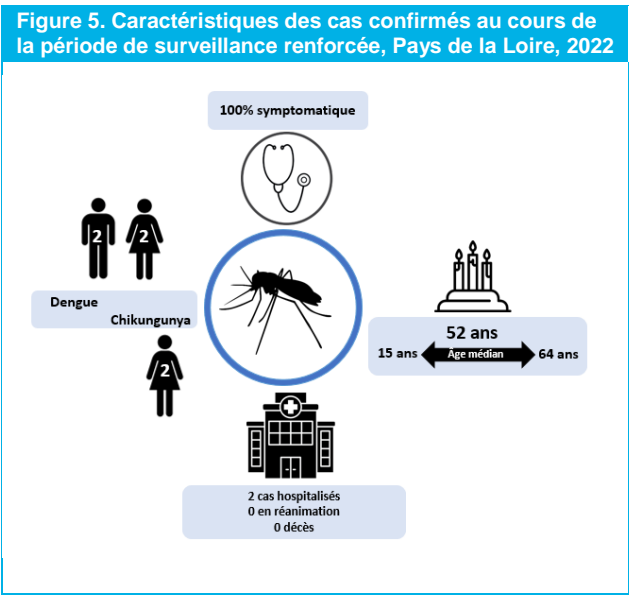 Figure 5. Caractéristiques des cas confirmés au cours de
la période de surveillance renforcée, Pays de la Loire, 2022
100% symptomatique
2 2
Dengue
Chikungunya
2
52 ans
15 ans Âge médian 64 ans
2 cas hospitalisés
0 en réanimation
0 décès